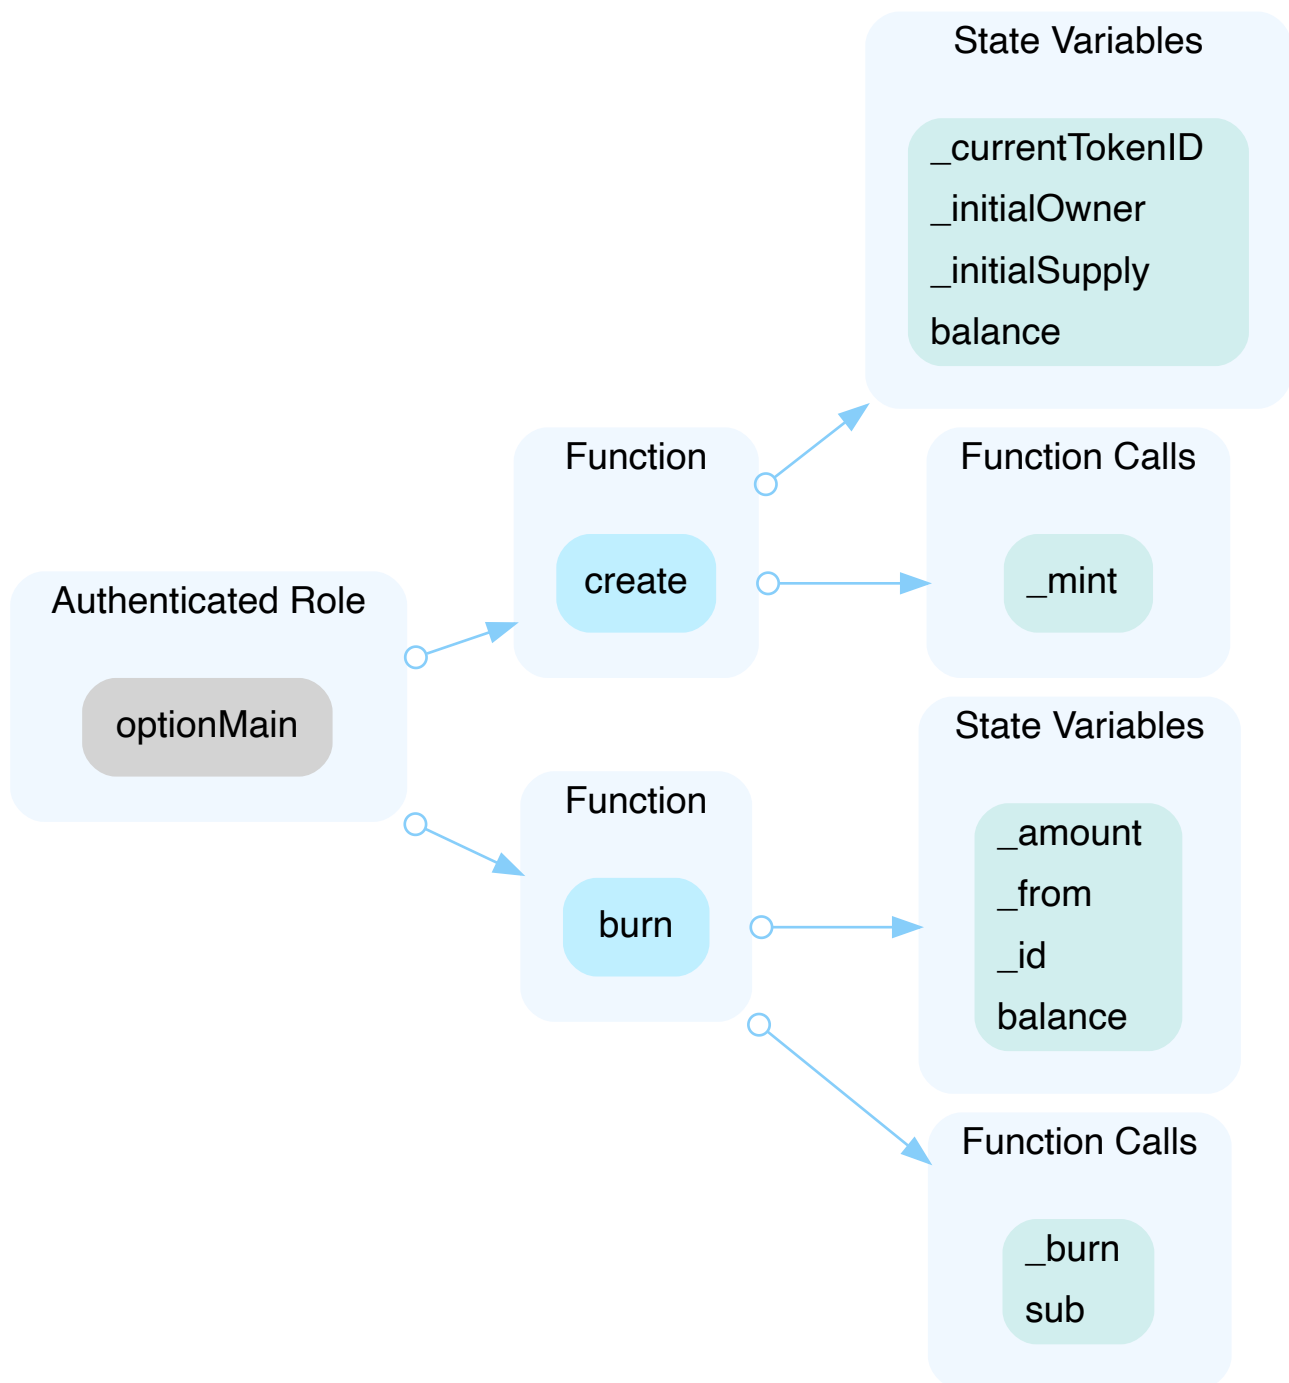 State Variables
_currentTokenID
_initialOwner
_initialSupply
balance
Function
create
Function Calls
_mint
Authenticated Role
optionMain
State Variables
_amount
_from
_id
balance
Function
burn
Function Calls
_burn
sub